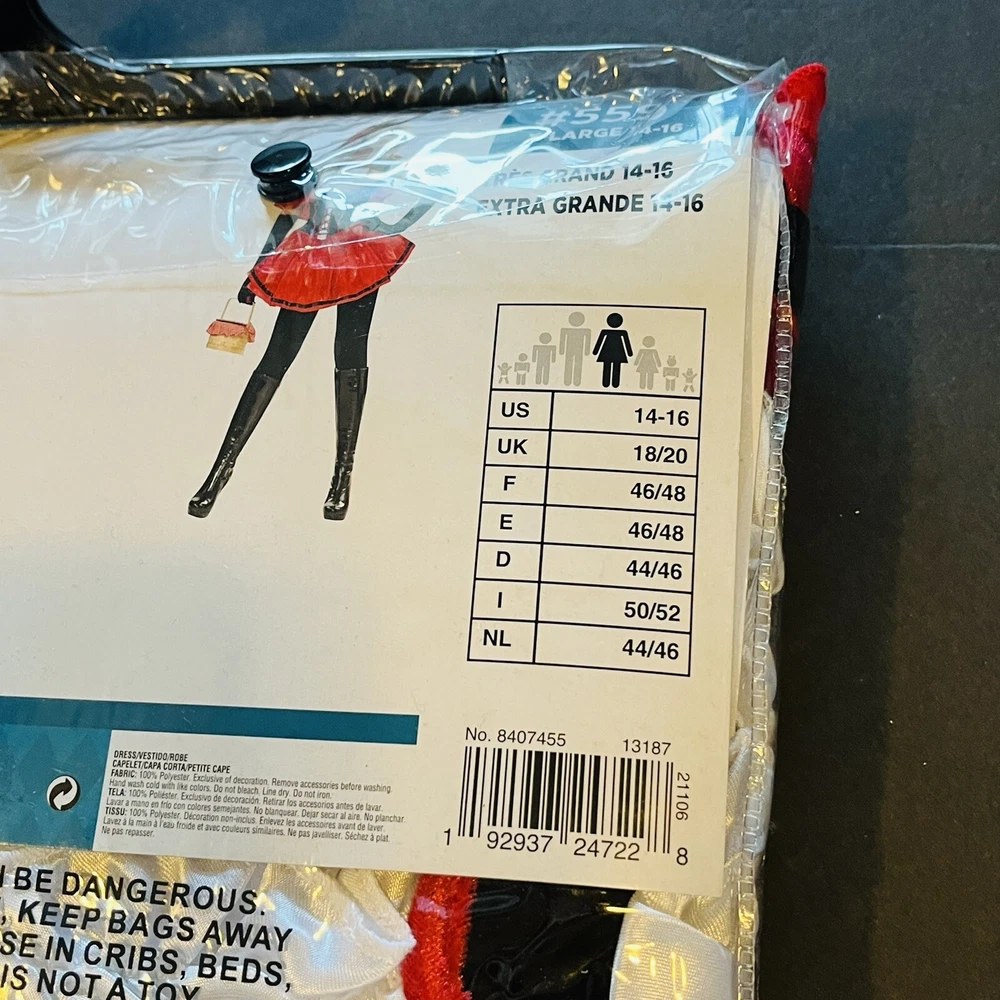 #559
LARGE 14-16
GRAND 14-16
EXTRA GRANDE 14-16
US 14-16
UK 18/20
F 46/48
E 46/48
D 44/46
I 50/52
NL 44/46
DRESS/VESTIDO/ROBE
CAPELET/CAPA CORTA/PETITE CAPE
FABRIC: 100% Polyester. Exclusive of decoration. Remove accessories before washing.
Hand wash cold with like colors. Do not bleach. Line dry. Do not iron.
TELA: 100% Poliéster. Exclusivo de decoración. Retirar los accesorios antes de lavar.
Lavar a mano en frío con colores semejantes. No blanquear. Dejar secar al aire. No planchar.
TISSU: 100% Polyester. Décoration non-inclus. Enlevez les accessoires avant de laver.
Lavez à la main à l'eau froide et avec couleurs similaires. Ne pas javelliser. Séchez à plat.
Ne pas repasser.
No. 8407455 13187
21106
1 92937 24722 8
BE DANGEROUS.
KEEP BAGS AWAY
SE IN CRIBS, BEDS,
IS NOT A TOY